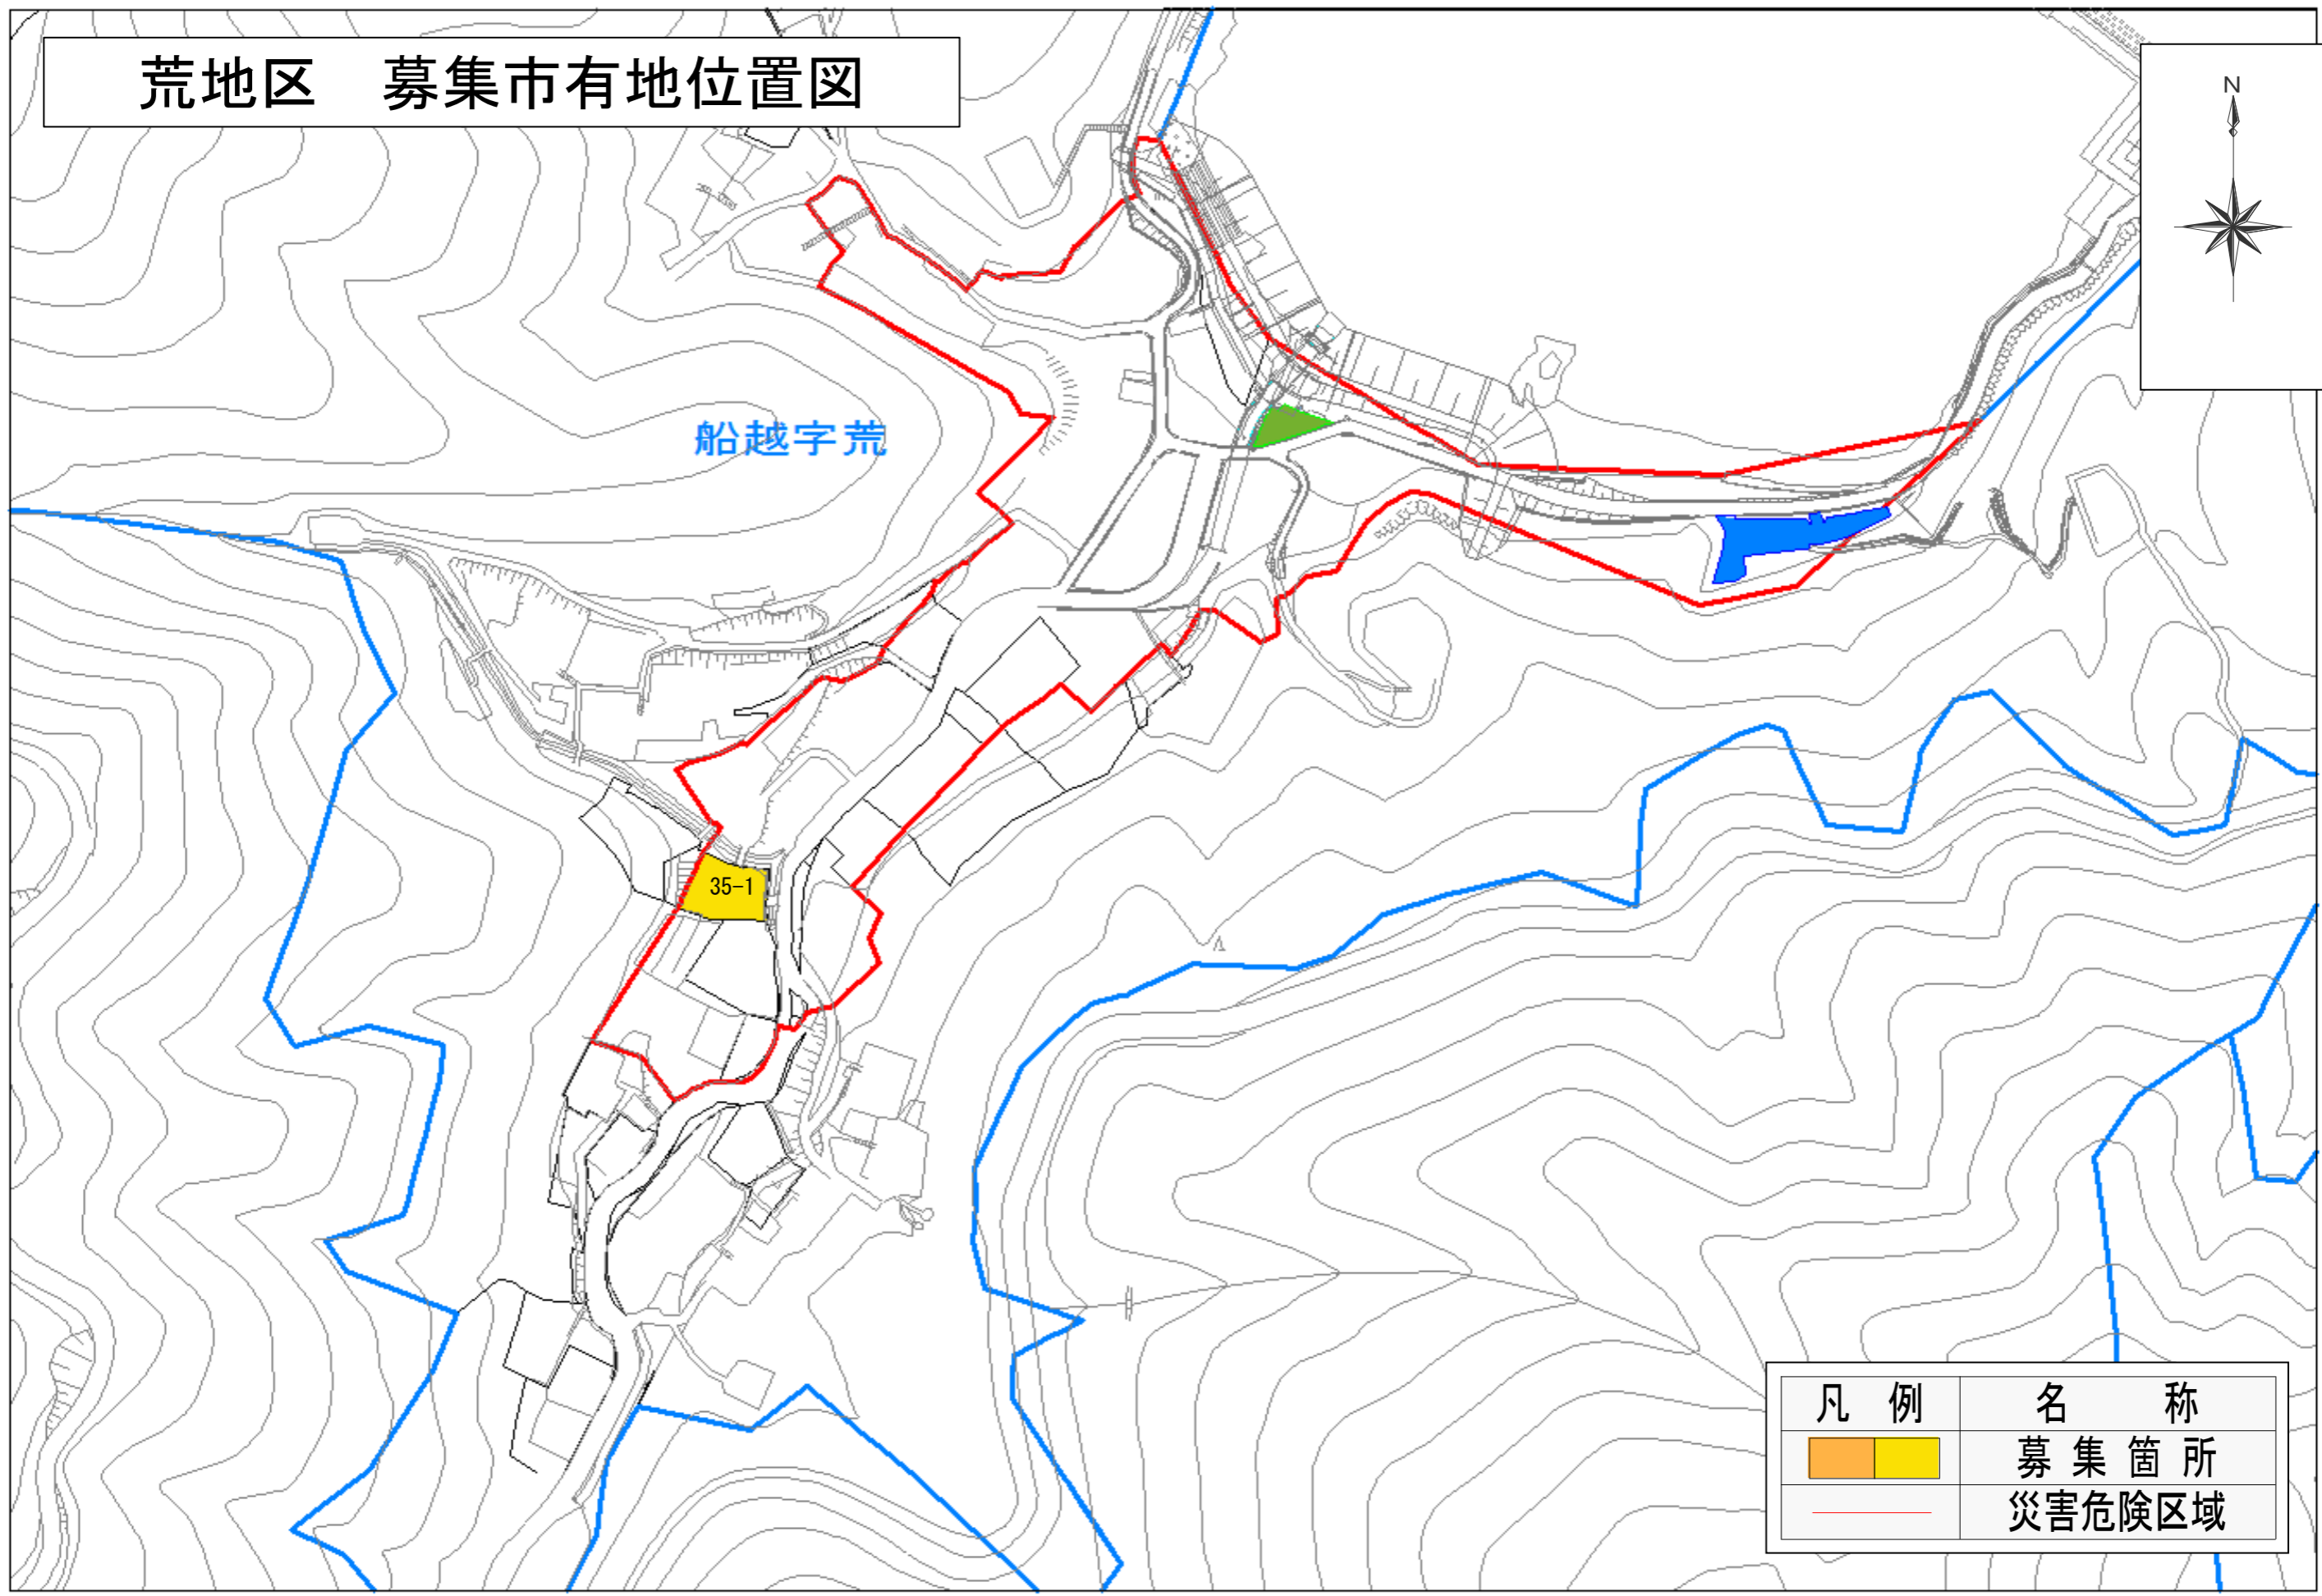 荒地区　募集市有地位置図
N
船越字荒
35-1
凡　例　名　称
募集箇所
災害危険区域